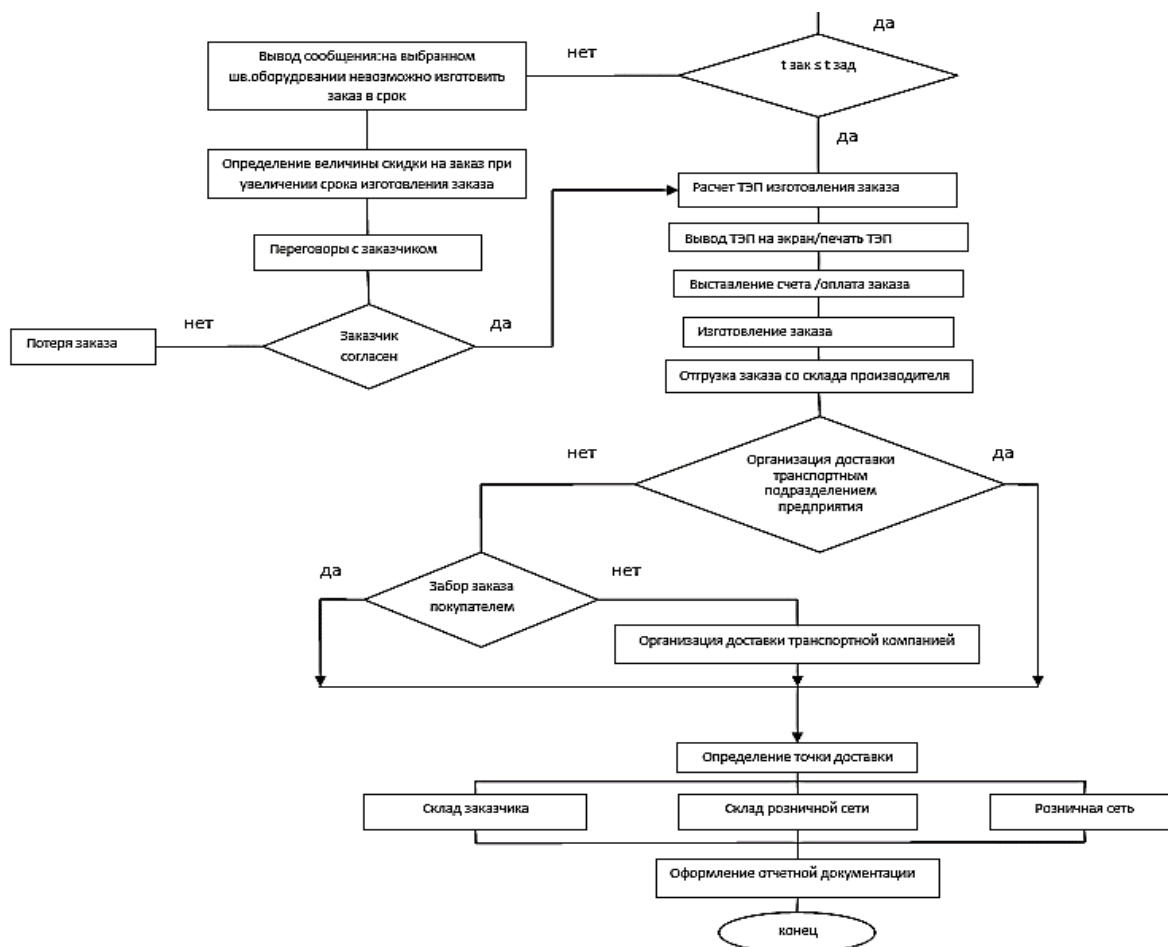 да
нет
t зак ≤ t зад
Вывод сообщения:на выбранном
шв.оборудовании невозможно изготовить
заказ в срок
да
Определение величины скидки на заказ при
увеличении срока изготовления заказа
Расчет ТЭП изготовления заказа
Переговоры с заказчиком
Вывод ТЭП на экран/печать ТЭП
Выставление счета /оплата заказа
нет
да
Заказчик
согласен
Потеря заказа
Изготовление заказа
Отгрузка заказа со склада производителя
нет
да
Организация доставки
транспортным
подразделением
предприятия
да
нет
Забор заказа
покупателем
Организация доставки транспортной компанией
Определение точки доставки
Склад заказчика
Склад розничной сети
Розничная сеть
Оформление отчетной документации
конец